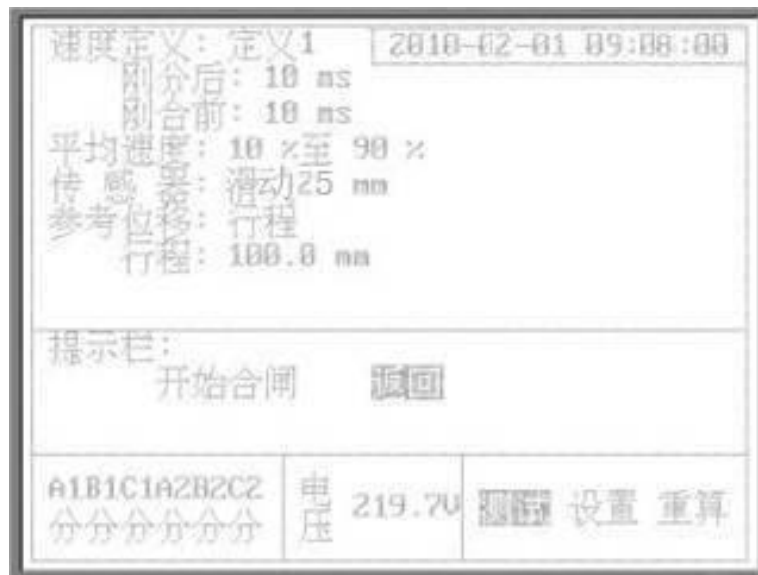 速度定义: 定义1
2010-02-01 09:08:00
刚分后: 10 ms
刚合前: 10 ms
平均速度: 10 %至 90 %
传 感 器: 滑动25 mm
参考位移: 行程
行程: 100.0 mm
提示栏:
开始合闸 返回
A1B1C1A2B2C2
分分分分分分
电压 219.7V
测试 设置 重算